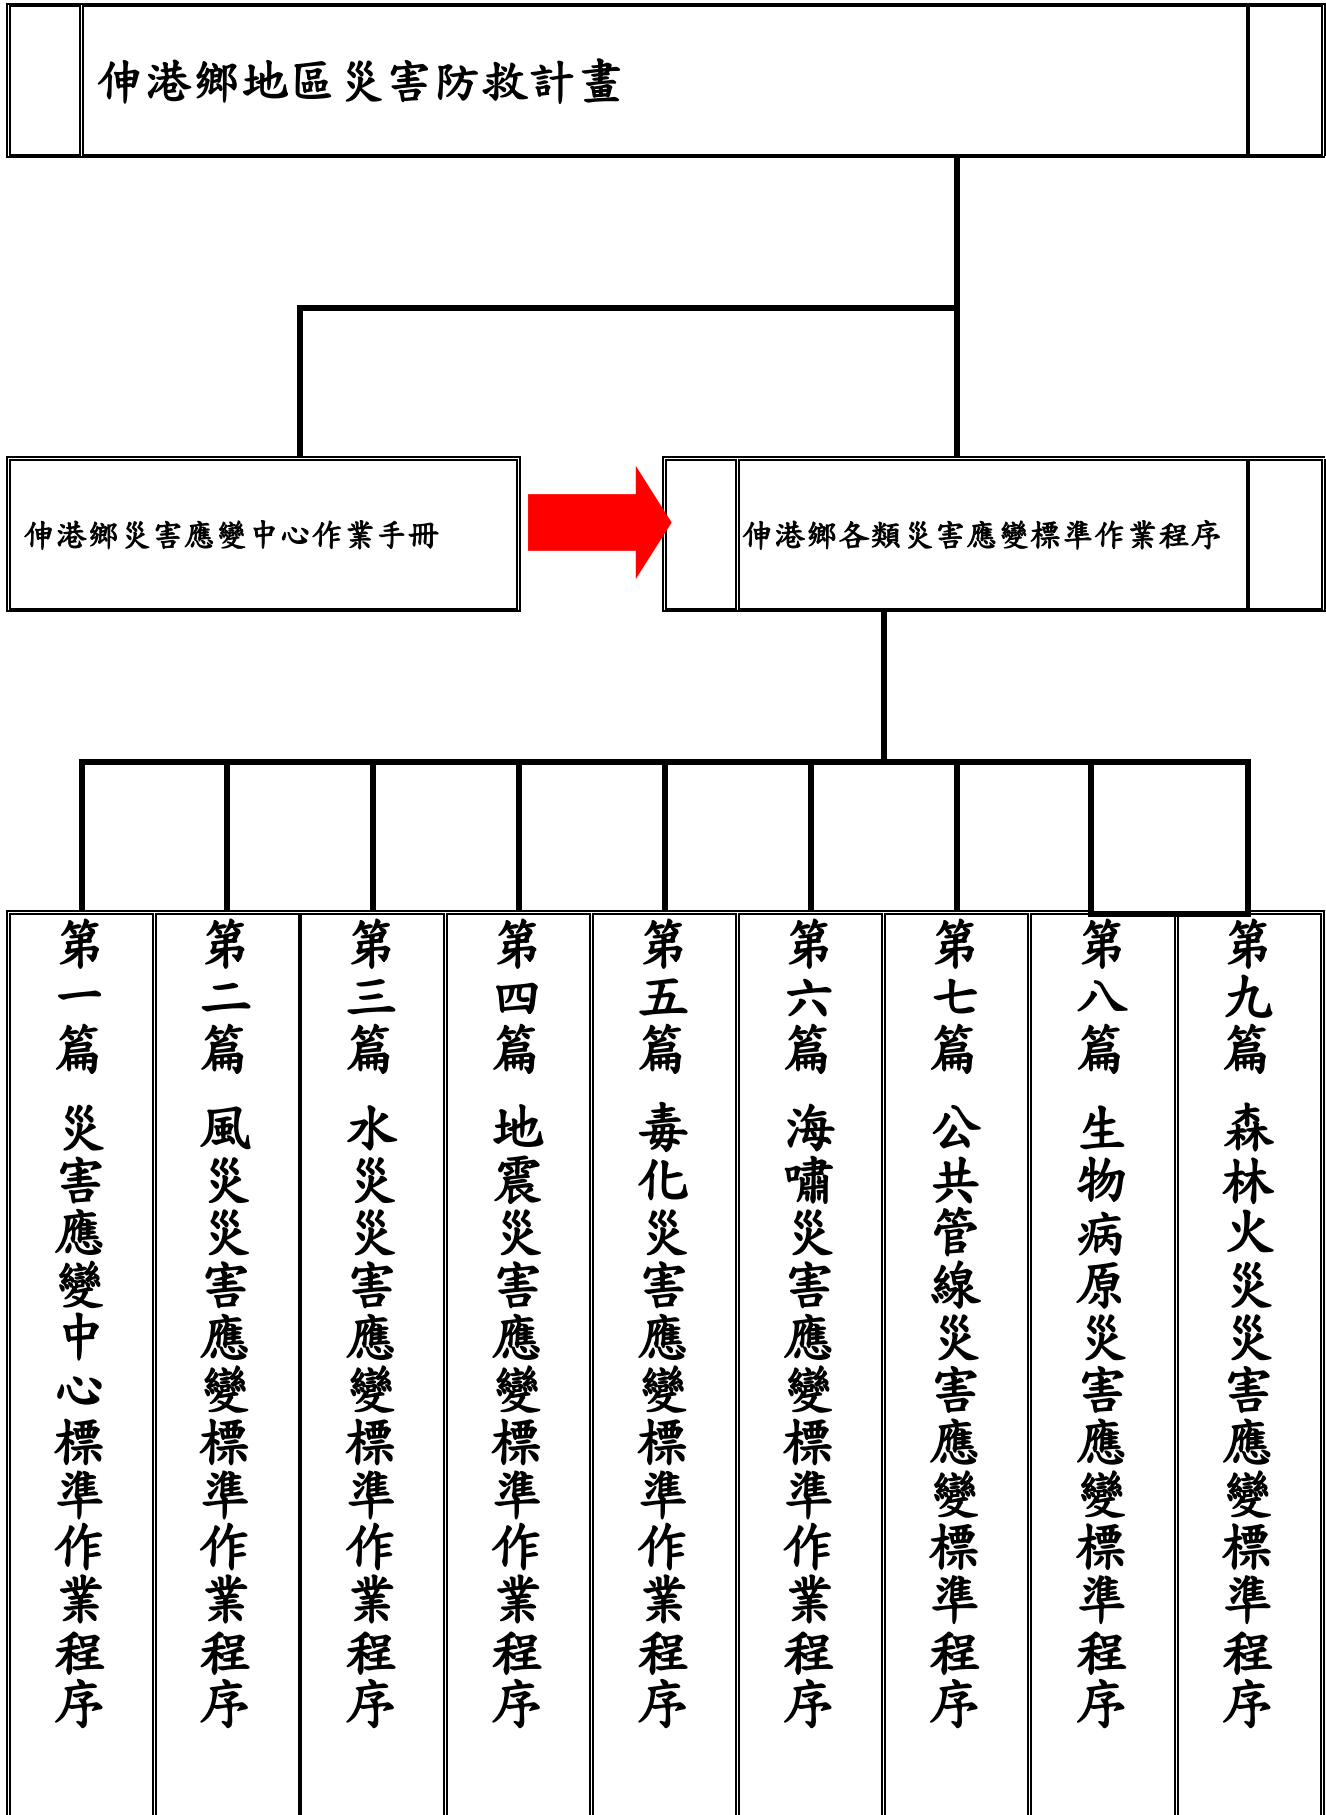 伸港鄉地區災害防救計畫
伸港鄉災害應變中心作業手冊
伸港鄉各類災害應變標準作業程序
第一篇 災害應變中心標準作業程序
第二篇 風災災害應變標準作業程序
第三篇 水災災害應變標準作業程序
第四篇 地震災害應變標準作業程序
第五篇 毒化災害應變標準作業程序
第六篇 海嘯災害應變標準作業程序
第七篇 公共管線災害應變標準程序
第八篇 生物病原災害應變標準程序
第九篇 森林火災災害應變標準程序